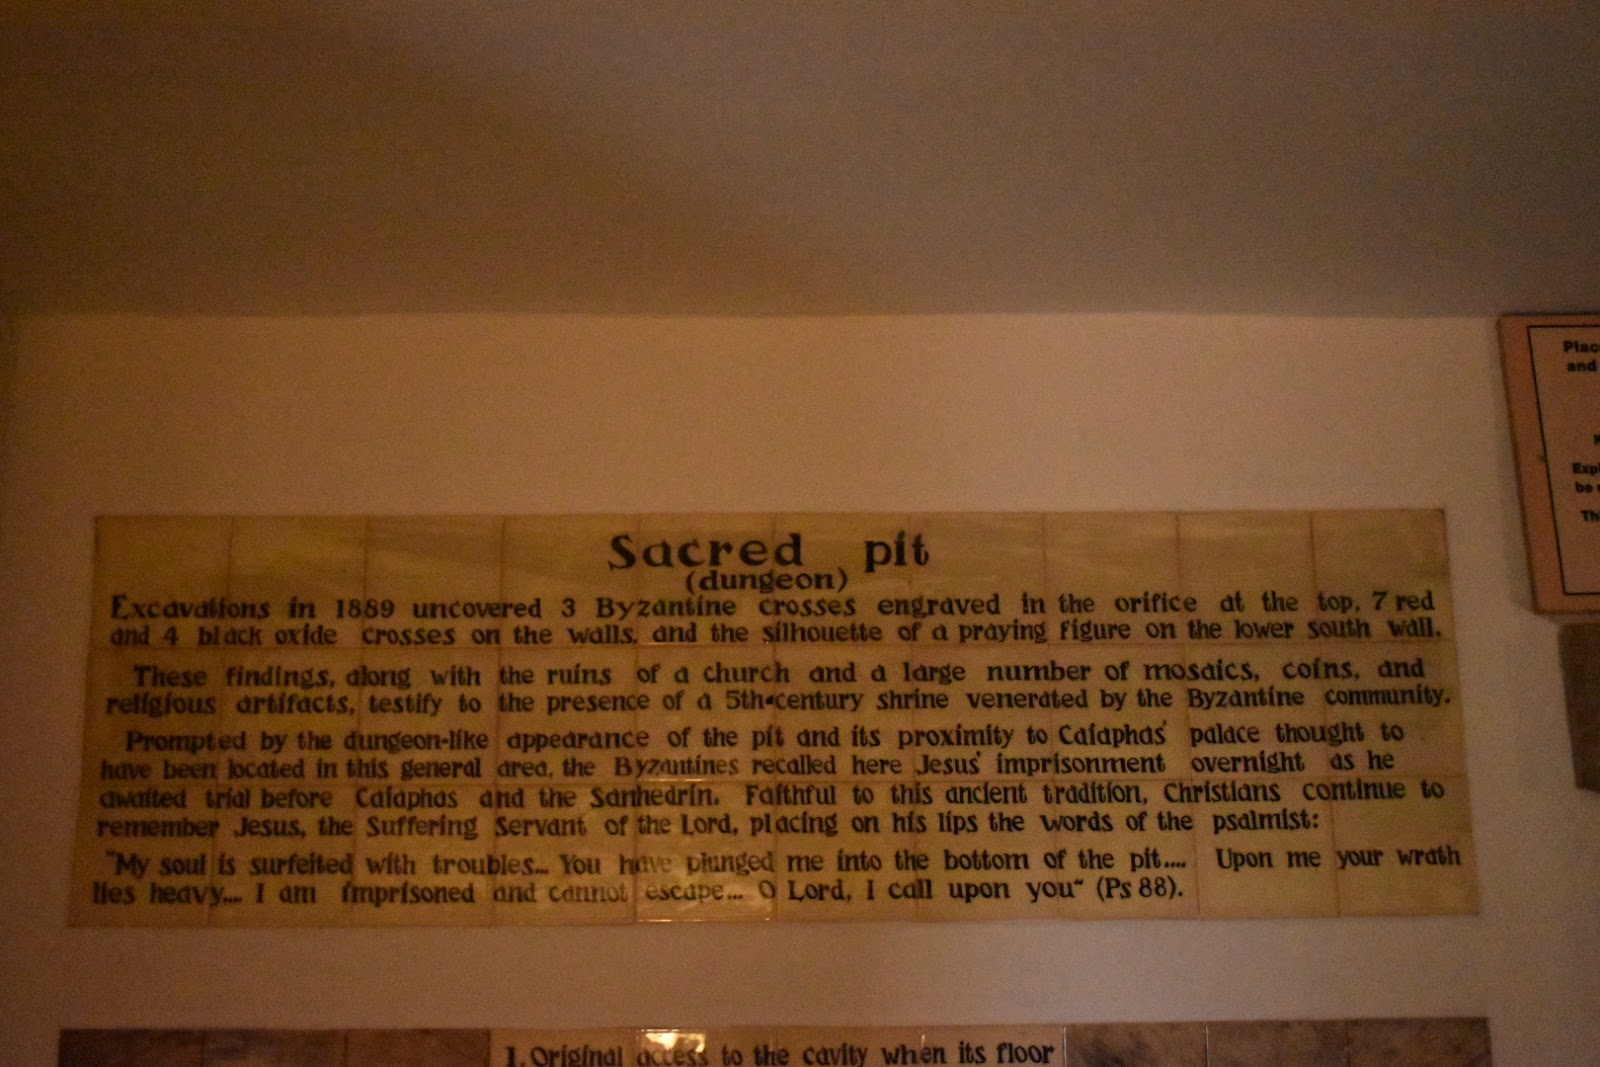 Sacred pit
(dungeon)
Excavations in 1889 uncovered 3 Byzantine crosses engraved in the orifice at the top, 7 red
and 4 black oxide crosses on the walls, and the silhouette of a praying figure on the lower south wall.
These findings, along with the ruins of a church and a large number of mosaics, coins, and
religious artifacts, testify to the presence of a 5th-century shrine venerated by the Byzantine community.
Prompted by the dungeon-like appearance of the pit and its proximity to Caiaphas' palace thought to
have been located in this general area, the Byzantines recalled here Jesus' imprisonment overnight as he
awaited trial before Caiaphas and the Sanhedrin. Faithful to this ancient tradition, Christians continue to
remember Jesus, the Suffering Servant of the Lord, placing on his lips the words of the psalmist:
"My soul is surfeited with troubles... You have plunged me into the bottom of the pit.... Upon me your wrath
lies heavy.... I am imprisoned and cannot escape... O Lord, I call upon you" (Ps 88).
1. Original access to the cavity when its floor
and
be